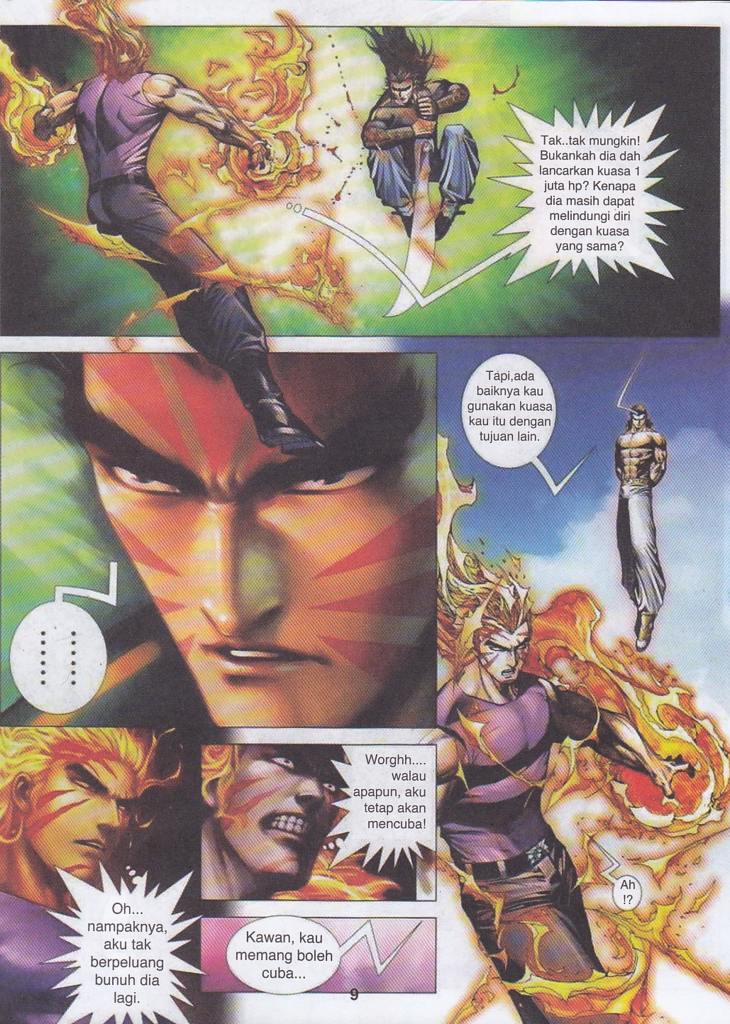 Tak..tak mungkin!
Bukankah dia dah
lancarkan kuasa 1
juta hp? Kenapa
dia masih dapat
melindungi diri
dengan kuasa
yang sama?
Tapi,ada
baiknya kau
gunakan kuasa
kau itu dengan
tujuan lain.
Worghh....
walau
apapun, aku
tetap akan
mencuba!
Oh...
nampaknya,
aku tak
berpeluang
bunuh dia
lagi.
Kawan, kau
memang boleh
cuba...
Ah
!?
9